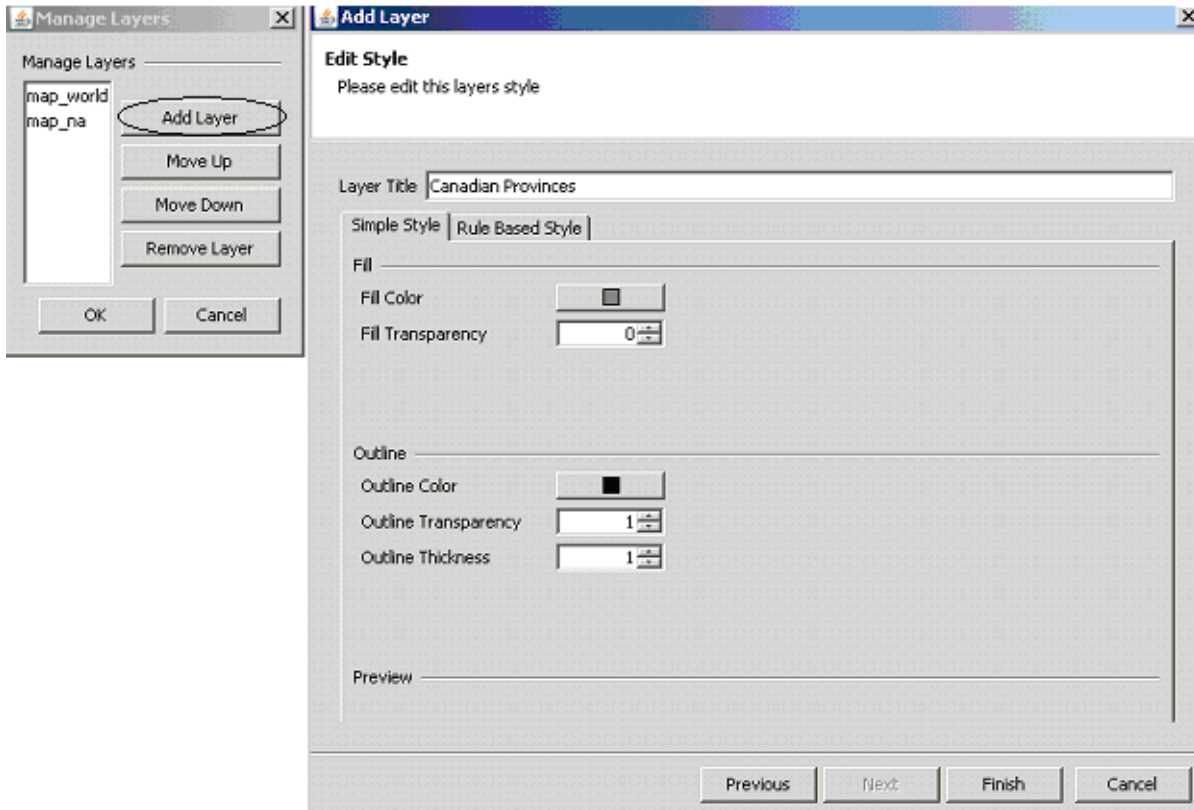 Manage Layers
Manage Layers
map_world
map_na
Add Layer
Move Up
Move Down
Remove Layer
OK
Cancel
Add Layer
Edit Style
Please edit this layers style
Layer Title Canadian Provinces
Simple Style Rule Based Style
Fill
Fill Color
Fill Transparency 0
Outline
Outline Color
Outline Transparency 1
Outline Thickness 1
Preview
Previous Next Finish Cancel